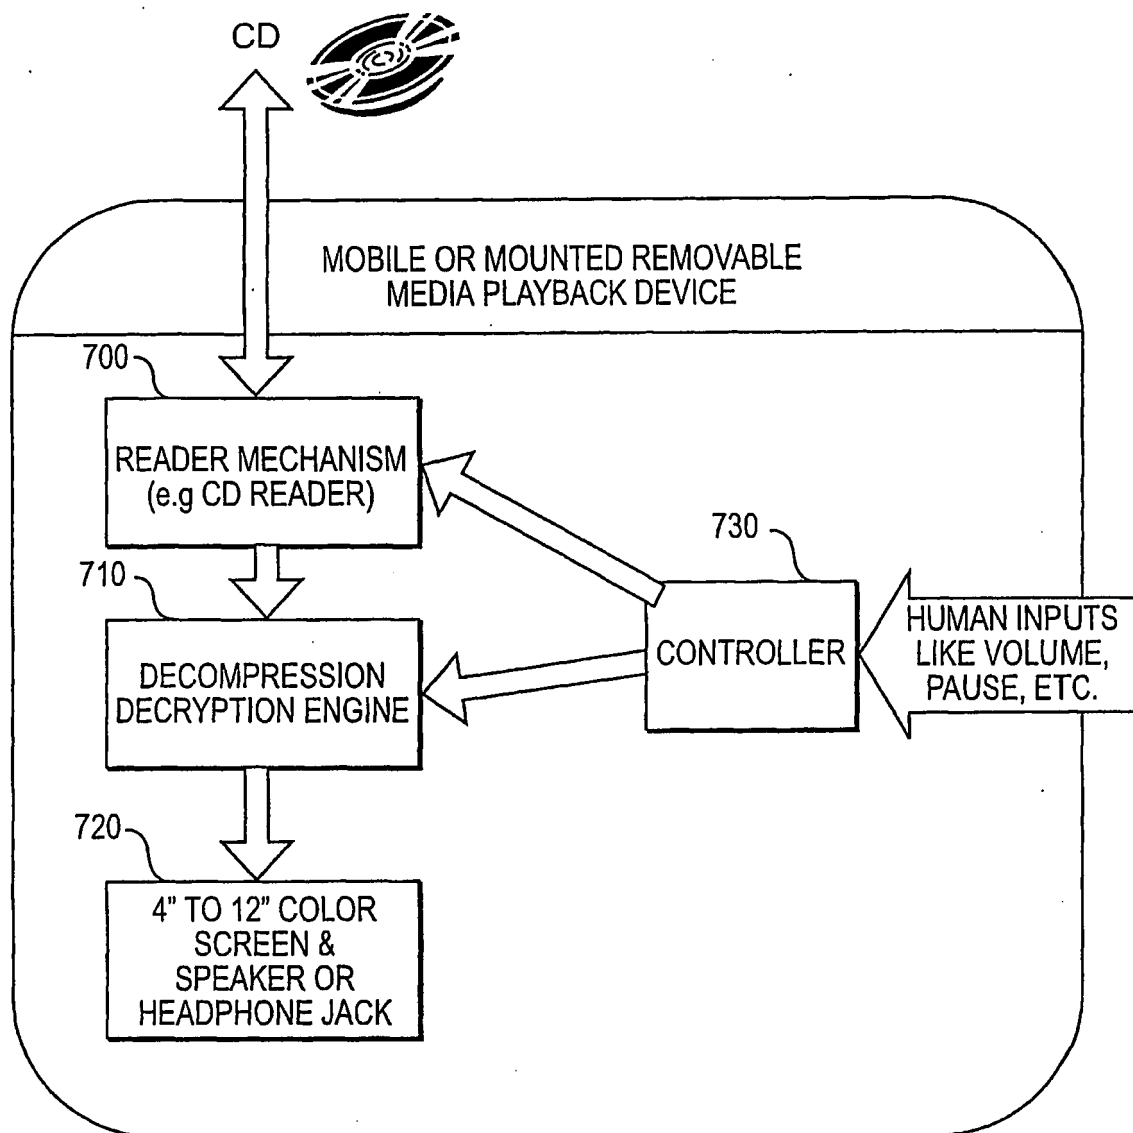 CD
MOBILE OR MOUNTED REMOVABLE
MEDIA PLAYBACK DEVICE
700
READER MECHANISM
(e.g CD READER)
710
DECOMPRESSION
DECRYPTION ENGINE
720
4" TO 12" COLOR
SCREEN &
SPEAKER OR
HEADPHONE JACK
730
CONTROLLER
HUMAN INPUTS
LIKE VOLUME,
PAUSE, ETC.